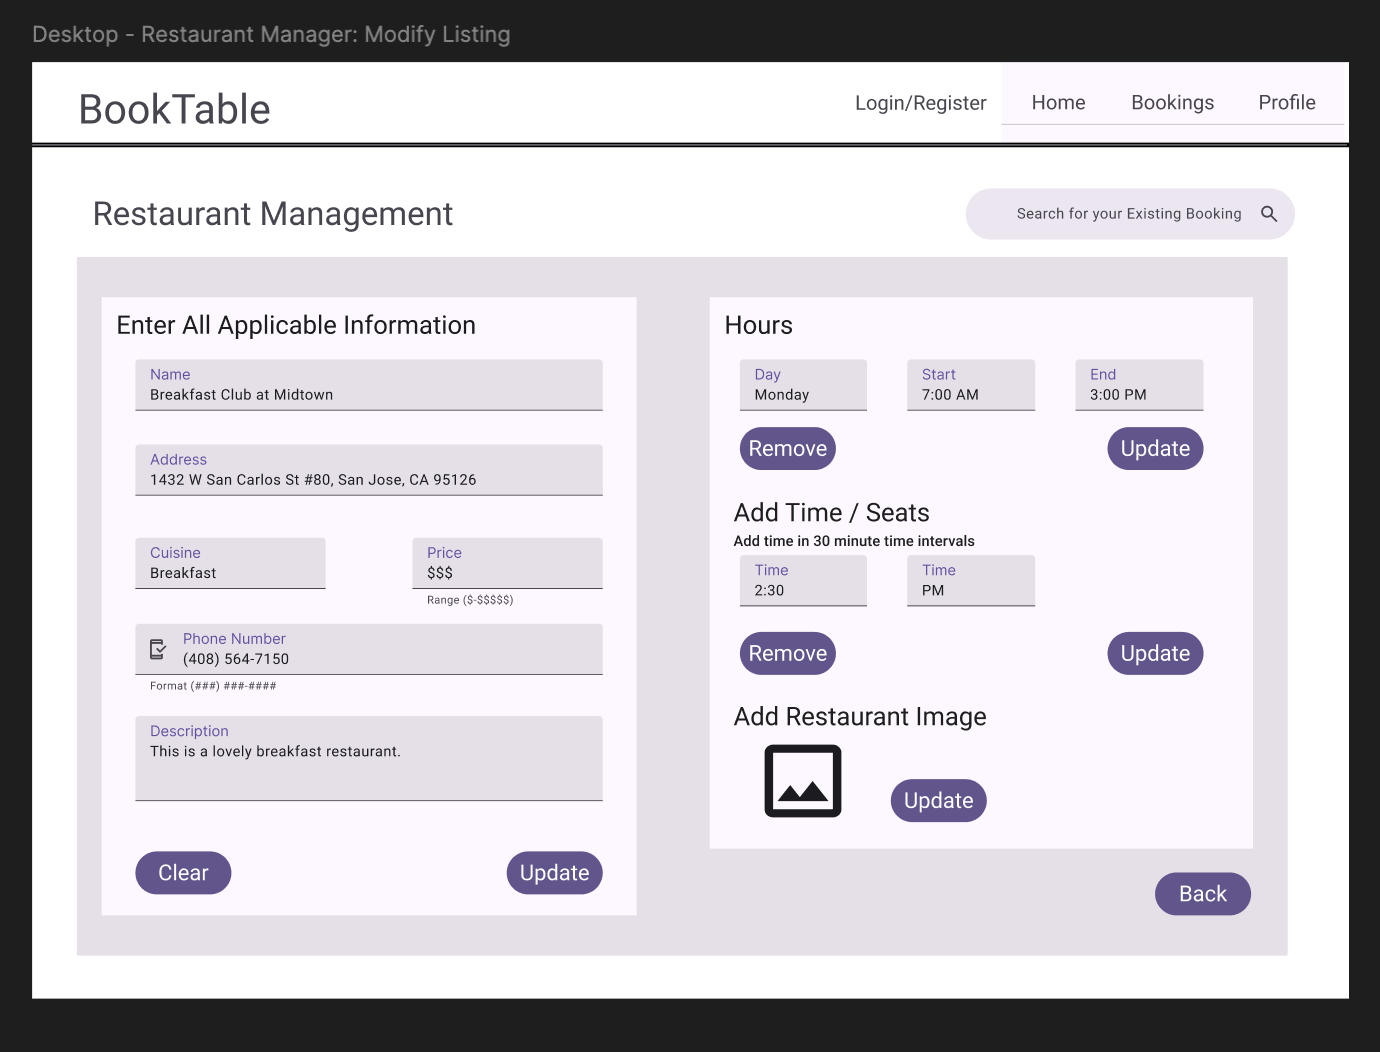 Desktop - Restaurant Manager: Modify Listing
BookTable
Login/Register Home Bookings Profile
Restaurant Management
Search for your Existing Booking
Enter All Applicable Information
Name
Breakfast Club at Midtown
Address
1432 W San Carlos St #80, San Jose, CA 95126
Cuisine
Breakfast
Price
$$$
Range ($-$$$$$)
Phone Number
(408) 564-7150
Format (###) ###-####
Description
This is a lovely breakfast restaurant.
Clear Update
Hours
Day
Monday
Start
7:00 AM
End
3:00 PM
Remove Update
Add Time / Seats
Add time in 30 minute time intervals
Time
2:30
Time
PM
Remove Update
Add Restaurant Image
Update
Back